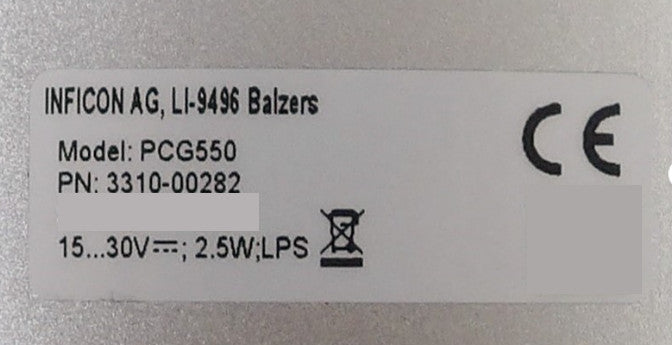 INFICON AG, LI-9496 Balzers
CE
Model: PCG550
PN: 3310-00282
15...30V⎓; 2.5W;LPS